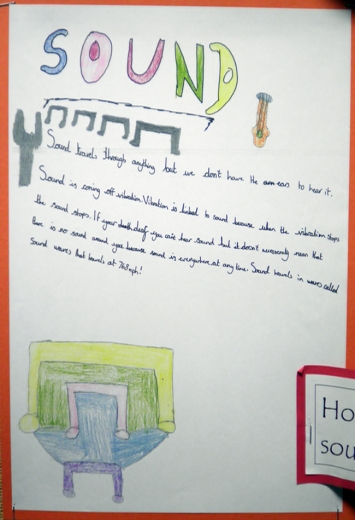 SOUND
Sound travels through anything but we don't have the ears to hear it.
Sound is coming off vibration. Vibration is linked to sound because when the vibration stops
the sound stops. If your deaf you can't hear sound but it doesn't mean that
there is no sound around you because sound is everywhere at any time. Sound travels in waves called
sound waves that travels at
Ho
sou